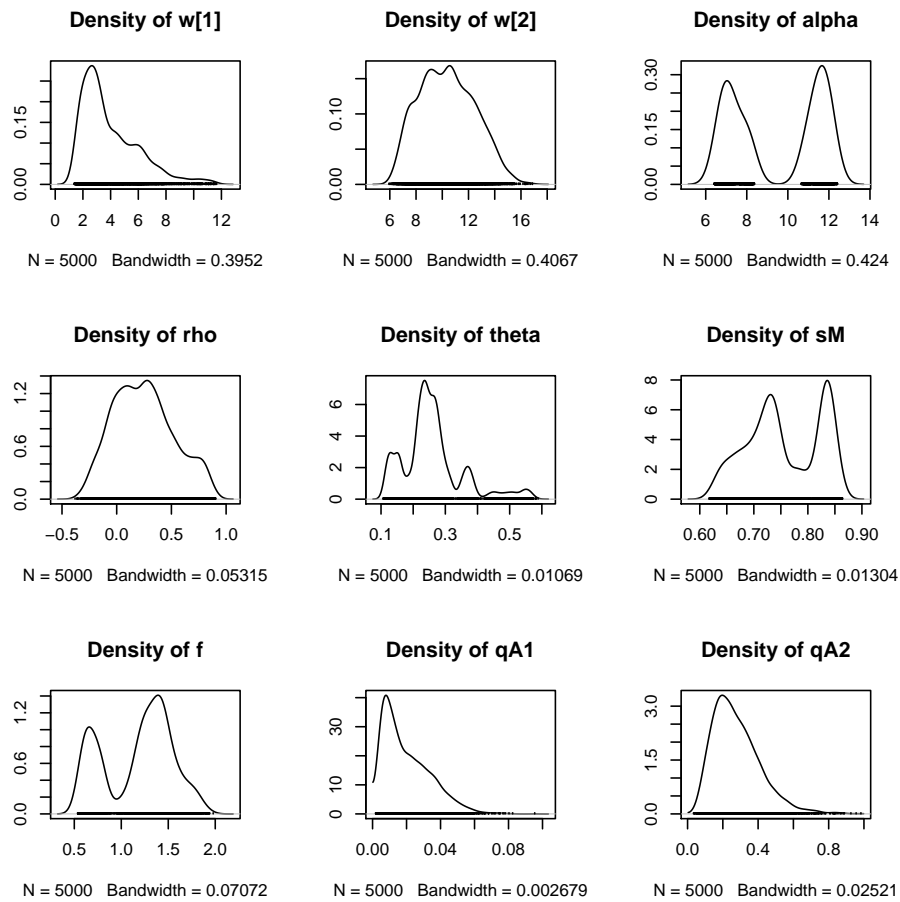 Density of w[1]
0.00 0.15
0 2 4 6 8 12
N = 5000 Bandwidth = 0.3952
Density of w[2]
0.00 0.10
6 8 12 16
N = 5000 Bandwidth = 0.4067
Density of alpha
0.00 0.15 0.30
6 8 10 12 14
N = 5000 Bandwidth = 0.424
Density of rho
0.0 0.6 1.2
−0.5 0.0 0.5 1.0
N = 5000 Bandwidth = 0.05315
Density of theta
0 2 4 6
0.1 0.3 0.5
N = 5000 Bandwidth = 0.01069
Density of sM
0 2 4 6 8
0.60 0.70 0.80 0.90
N = 5000 Bandwidth = 0.01304
Density of f
0.0 0.6 1.2
0.5 1.0 1.5 2.0
N = 5000 Bandwidth = 0.07072
Density of qA1
0 10 30
0.00 0.04 0.08
N = 5000 Bandwidth = 0.002679
Density of qA2
0.0 1.5 3.0
0.0 0.4 0.8
N = 5000 Bandwidth = 0.02521